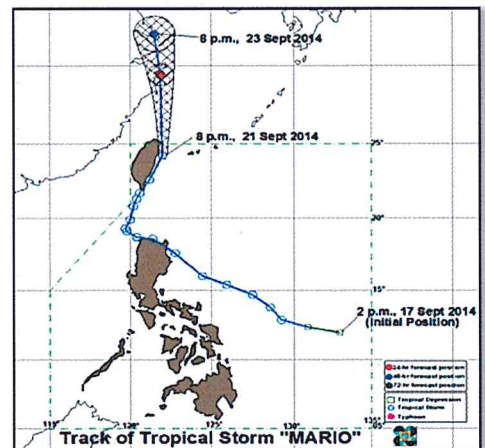 8 p.m., 23 Sept 2014
8 p.m., 21 Sept 2014
25°
20°
15°
2 p.m., 17 Sept 2014
(Initial Position)
24-hr forecast position
48-hr forecast position
72-hr forecast position
Tropical Depression
Tropical Storm
Typhoon
120°
125°
130°
Track of Tropical Storm "MARIO"